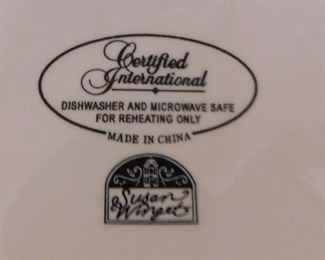 Certified
International
DISHWASHER AND MICROWAVE SAFE
FOR REHEATING ONLY
MADE IN CHINA
Susan
Winget